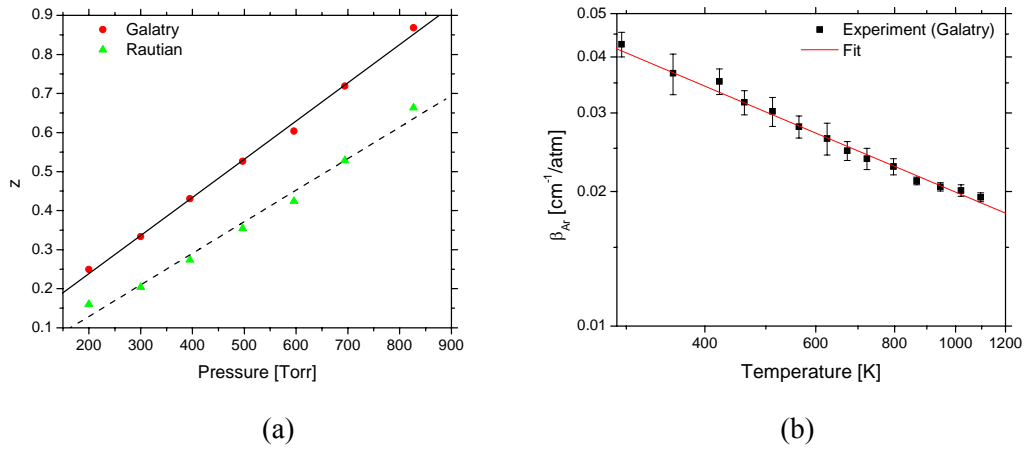 0.9
0.8
0.7
0.6
0.5
0.4
0.3
0.2
0.1
z
Galatry
Rautian
200 300 400 500 600 700 800 900
Pressure [Torr]
(a)
0.05
0.04
0.03
0.02
0.01
β_Ar [cm⁻¹/atm]
Experiment (Galatry)
Fit
400 600 800 1000 1200
Temperature [K]
(b)